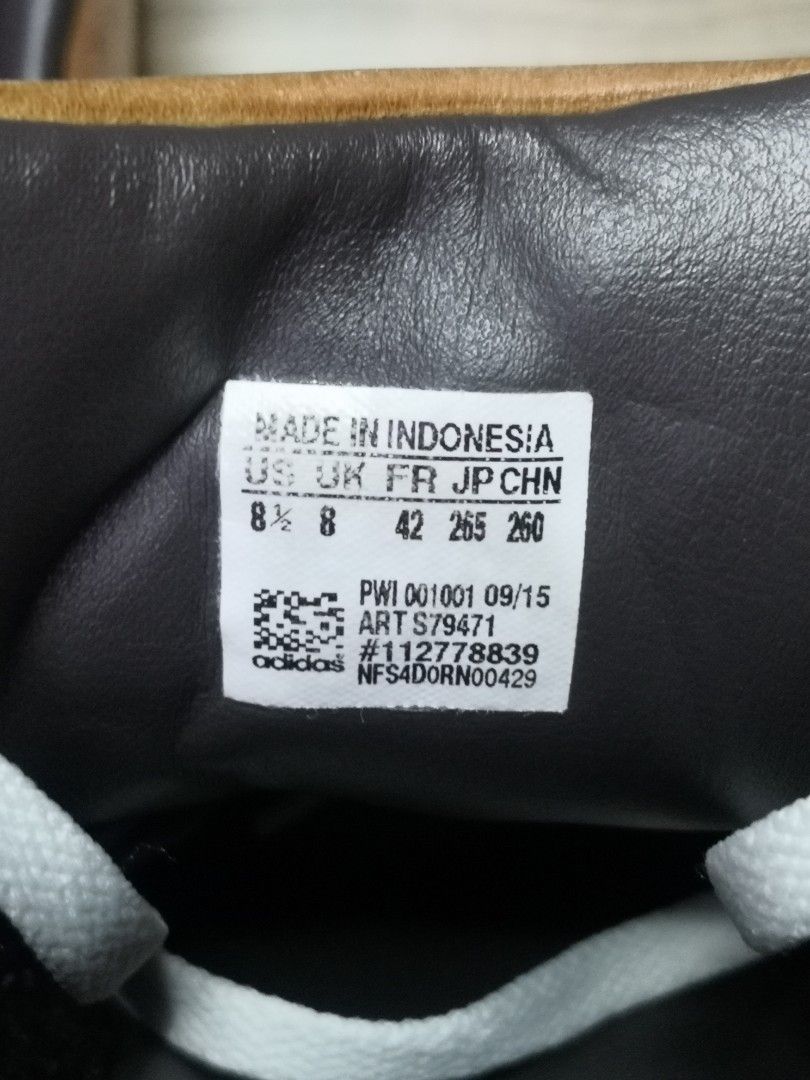 MADE IN INDONESIA
US UK FR JP CHN
8½ 8 42 265 260
PWI 001001 09/15
ART S79471
#112778839
adidas
NFS4D0RN00429